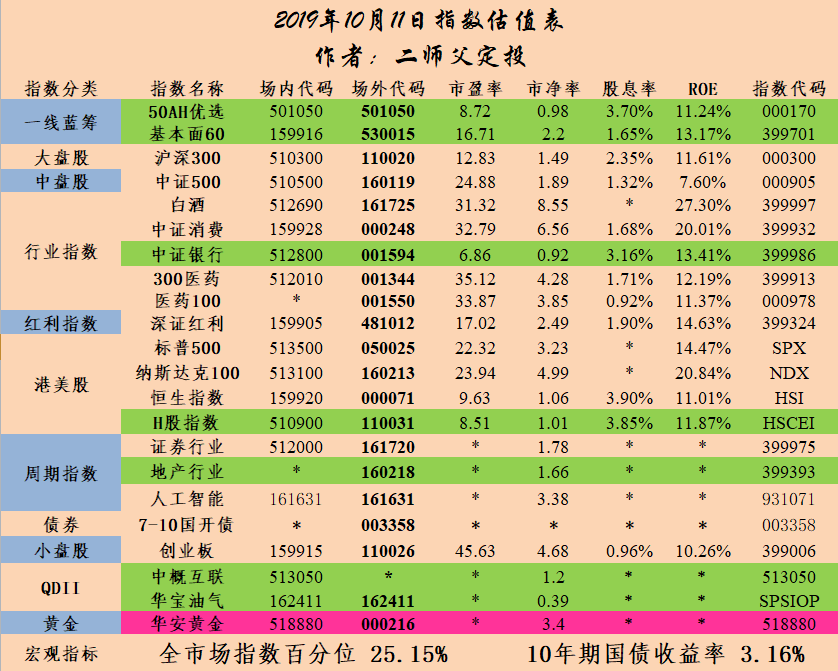 2019年10月11日指数估值表
作者：二师父定投
指数分类 指数名称 场内代码 场外代码 市盈率 市净率 股息率 ROE 指数代码
一线蓝筹 50AH优选 501050 501050 8.72 0.98 3.70% 11.24% 000170
基本面60 159916 530015 16.71 2.2 1.65% 13.17% 399701
大盘股 沪深300 510300 110020 12.83 1.49 2.35% 11.61% 000300
中盘股 中证500 510500 160119 24.88 1.89 1.32% 7.60% 000905
行业指数 白酒 512690 161725 31.32 8.55 * 27.30% 399997
中证消费 159928 000248 32.79 6.56 1.68% 20.01% 399932
中证银行 512800 001594 6.86 0.92 3.16% 13.41% 399986
300医药 512010 001344 35.12 4.28 1.71% 12.19% 399913
医药100 * 001550 33.87 3.85 0.92% 11.37% 000978
红利指数 深证红利 159905 481012 17.02 2.49 1.90% 14.63% 399324
港美股 标普500 513500 050025 22.32 3.23 * 14.47% SPX
纳斯达克100 513100 160213 23.94 4.99 * 20.84% NDX
恒生指数 159920 000071 9.63 1.06 3.90% 11.01% HSI
H股指数 510900 110031 8.51 1.01 3.85% 11.87% HSCEI
周期指数 证券行业 512000 161720 * 1.78 * * 399975
地产行业 * 160218 * 1.66 * * 399393
人工智能 161631 161631 * 3.38 * * 931071
债券 7-10国开债 * 003358 * * * * 003358
小盘股 创业板 159915 110026 45.63 4.68 0.96% 10.26% 399006
QDII 中概互联 513050 * * 1.2 * * 513050
华宝油气 162411 162411 * 0.39 * * SPSIOP
黄金 华安黄金 518880 000216 * 3.4 * * 518880
宏观指标 全市场指数百分位 25.15% 10年期国债收益率 3.16%